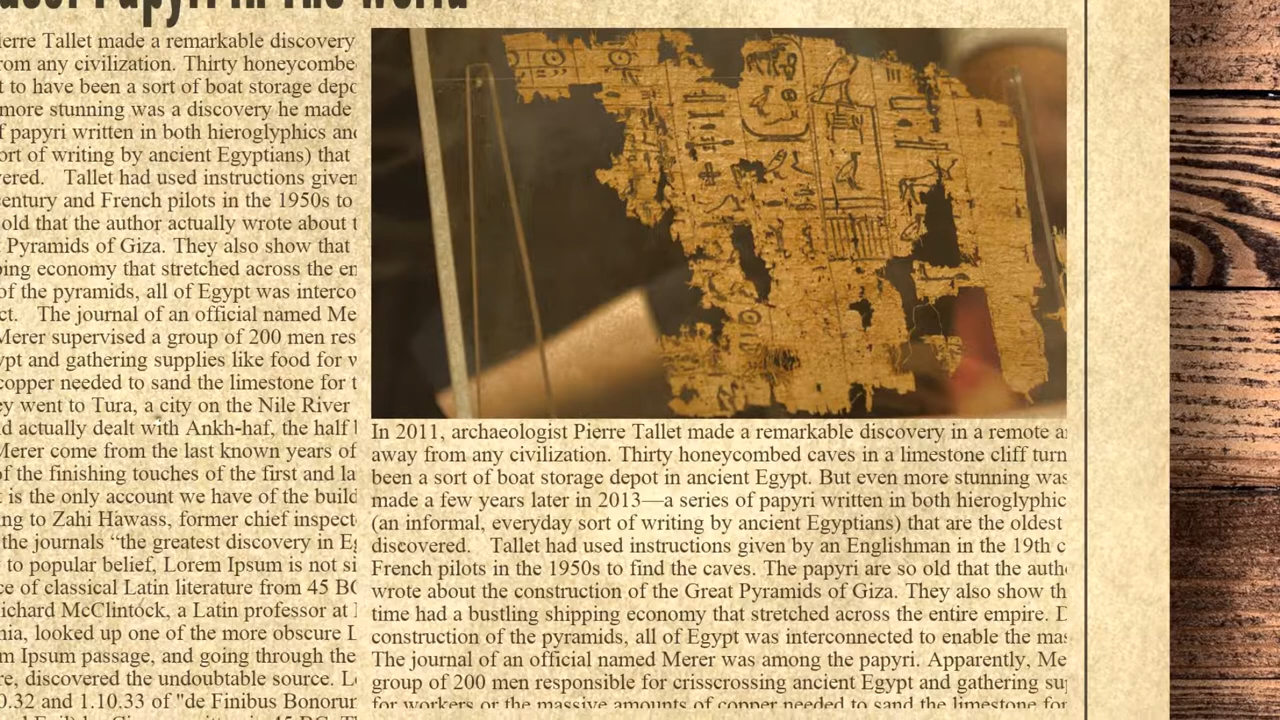 Papyri in The World
ierre Tallet made a remarkable discovery
rom any civilization. Thirty honeycombe
t to have been a sort of boat storage depo
more stunning was a discovery he made
f papyri written in both hieroglyphics and
ort of writing by ancient Egyptians) that
vered. Tallet had used instructions given
century and French pilots in the 1950s to
old that the author actually wrote about t
Pyramids of Giza. They also show that
ping economy that stretched across the en
of the pyramids, all of Egypt was interco
ct. The journal of an official named Me
Merer supervised a group of 200 men res
ypt and gathering supplies like food for w
copper needed to sand the limestone for t
ey went to Tura, a city on the Nile River
d actually dealt with Ankh-haf, the half b
Merer come from the last known years of
of the finishing touches of the first and la
t is the only account we have of the build
ng to Zahi Hawass, former chief inspect
the journals “the greatest discovery in Eg
to popular belief, Lorem Ipsum is not si
ce of classical Latin literature from 45 BC
ichard McClintock, a Latin professor at
nia, looked up one of the more obscure L
m Ipsum passage, and going through the
re, discovered the undoubtable source. Lo
0.32 and 1.10.33 of "de Finibus Bonorum
In 2011, archaeologist Pierre Tallet made a remarkable discovery in a remote ar
away from any civilization. Thirty honeycombed caves in a limestone cliff turn
been a sort of boat storage depot in ancient Egypt. But even more stunning was
made a few years later in 2013—a series of papyri written in both hieroglyphic
(an informal, everyday sort of writing by ancient Egyptians) that are the oldest
discovered. Tallet had used instructions given by an Englishman in the 19th c
French pilots in the 1950s to find the caves. The papyri are so old that the auth
wrote about the construction of the Great Pyramids of Giza. They also show th
time had a bustling shipping economy that stretched across the entire empire. D
construction of the pyramids, all of Egypt was interconnected to enable the mas
The journal of an official named Merer was among the papyri. Apparently, Me
group of 200 men responsible for crisscrossing ancient Egypt and gathering sup
for workers or the massive amounts of copper needed to sand the limestone for